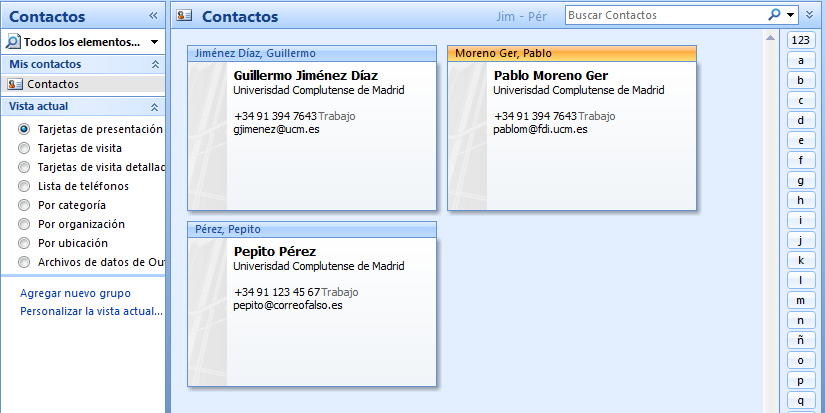 Contactos «
Todos los elementos...
Mis contactos
Contactos
Vista actual
Tarjetas de presentación
Tarjetas de visita
Tarjetas de visita detallac
Lista de teléfonos
Por categoría
Por organización
Por ubicación
Archivos de datos de Ou
Agregar nuevo grupo
Personalizar la vista actual...
Contactos Jim - Pér Buscar Contactos
Jiménez Díaz, Guillermo
Guillermo Jiménez Díaz
Univerisdad Complutense de Madrid
+34 91 394 7643 Trabajo
gjimenez@ucm.es
Moreno Ger, Pablo
Pablo Moreno Ger
Univerisdad Complutense de Madrid
+34 91 394 7643 Trabajo
pablom@fdi.ucm.es
Pérez, Pepito
Pepito Pérez
Univerisdad Complutense de Madrid
+34 91 123 45 67 Trabajo
pepito@correofalso.es
123
a
b
c
d
e
f
g
h
i
j
k
l
m
n
ñ
o
p
q